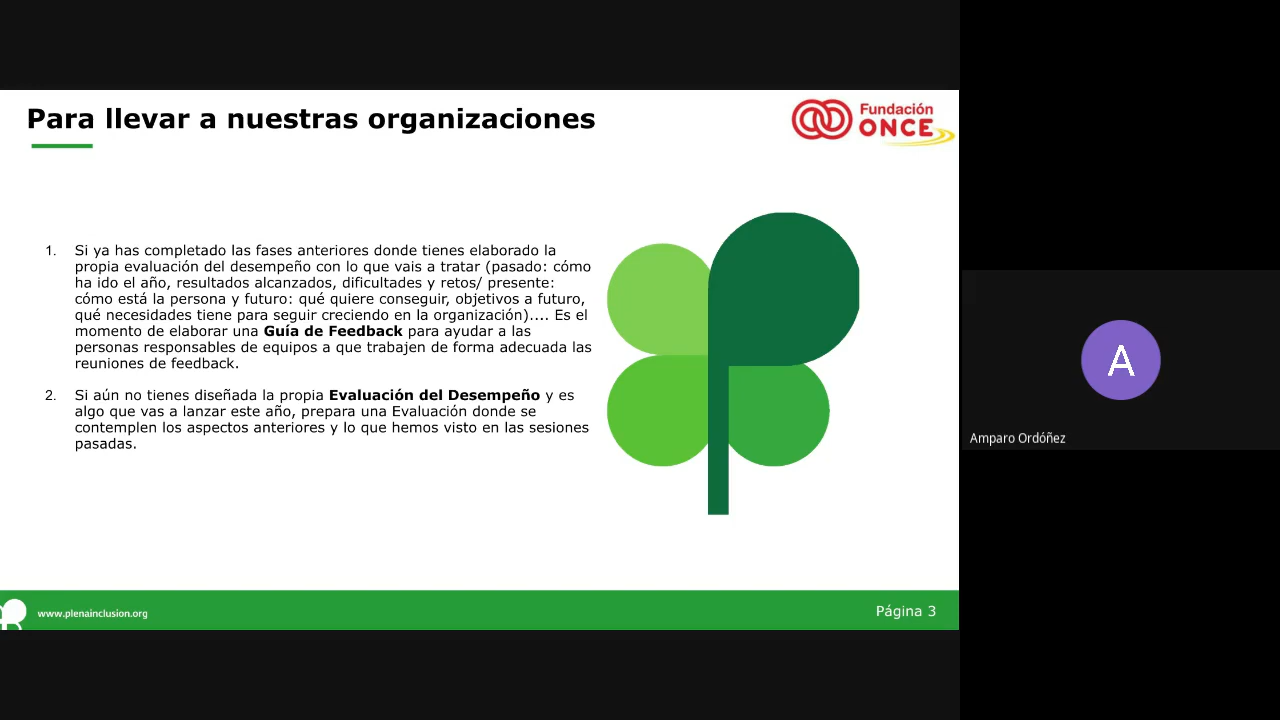 Para llevar a nuestras organizaciones
Fundación
ONCE
1. Si ya has completado las fases anteriores donde tienes elaborado la
propia evaluación del desempeño con lo que vais a tratar (pasado: cómo
ha ido el año, resultados alcanzados, dificultades y retos/ presente:
cómo está la persona y futuro: qué quiere conseguir, objetivos a futuro,
qué necesidades tiene para seguir creciendo en la organización).... Es el
momento de elaborar una Guía de Feedback para ayudar a las
personas responsables de equipos a que trabajen de forma adecuada las
reuniones de feedback.
2. Si aún no tienes diseñada la propia Evaluación del Desempeño y es
algo que vas a lanzar este año, prepara una Evaluación donde se
contemplen los aspectos anteriores y lo que hemos visto en las sesiones
pasadas.
www.plenainclusion.org
Página 3
A
Amparo Ordóñez